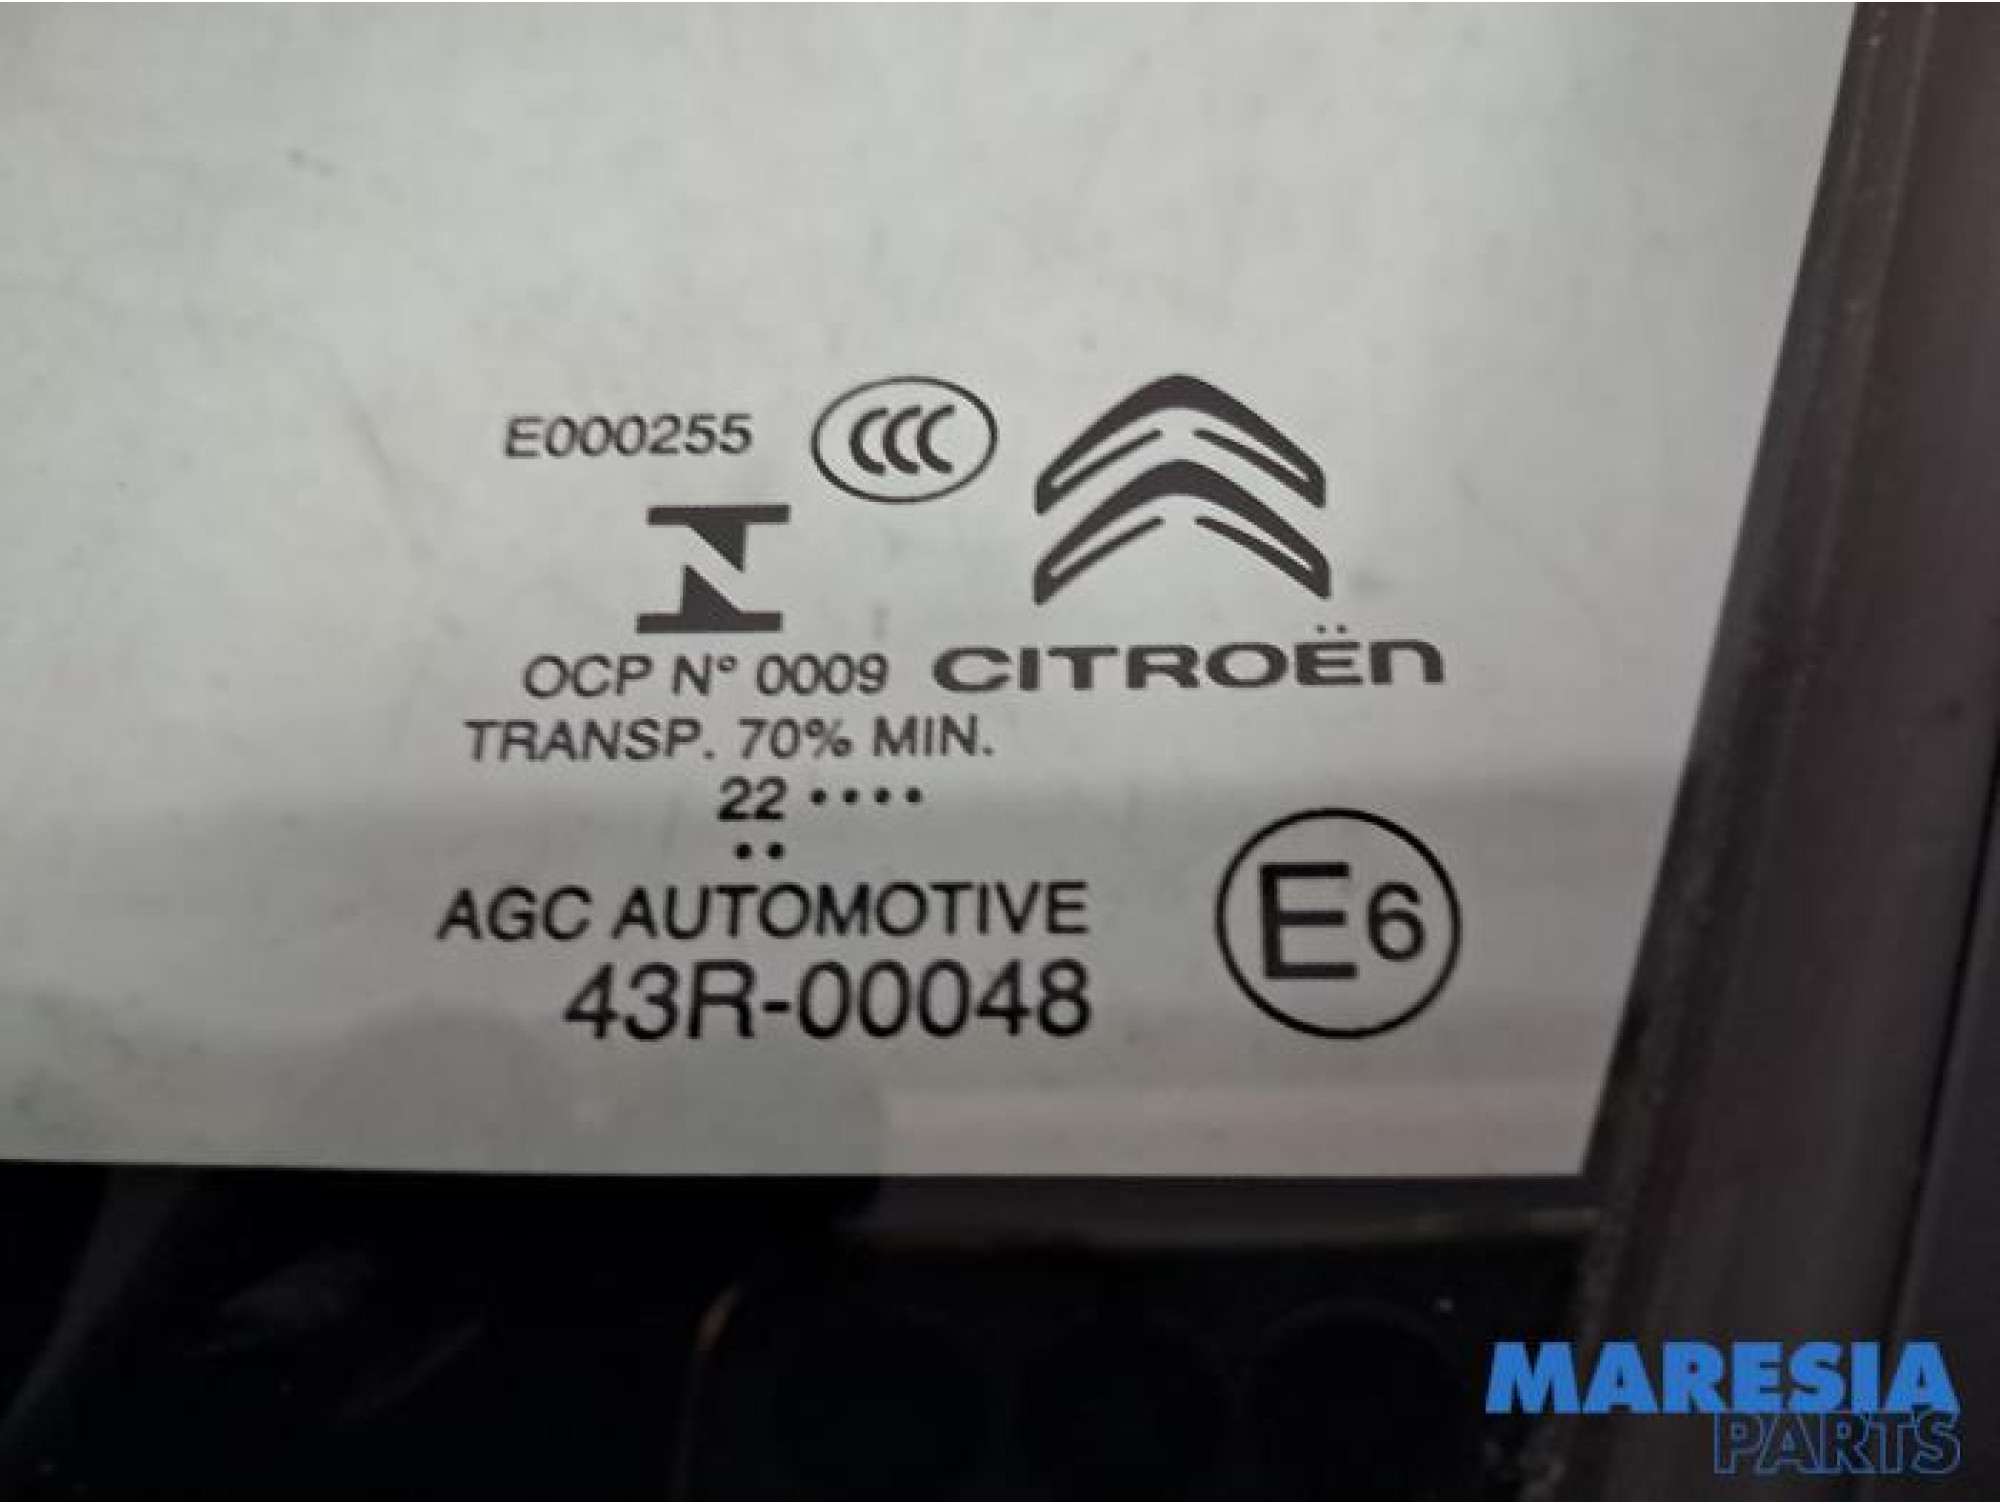 E000255 CCC
OCP N° 0009 CITROËN
TRANSP. 70% MIN.
22 ••••
••
AGC AUTOMOTIVE
43R-00048
E6
MARESIA
PARTS